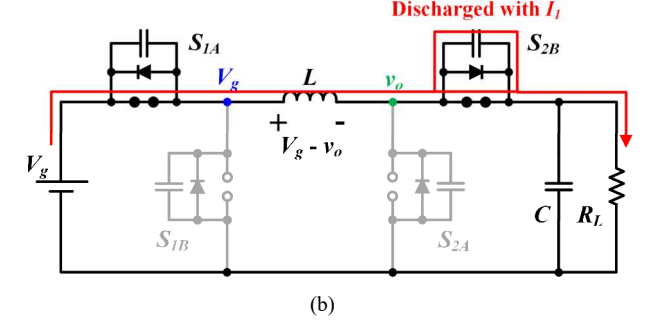 Discharged with I1
S1A
S2B
Vg
L
vo
+
-
Vg - vo
Vg
S1B
S2A
C
RL
(b)